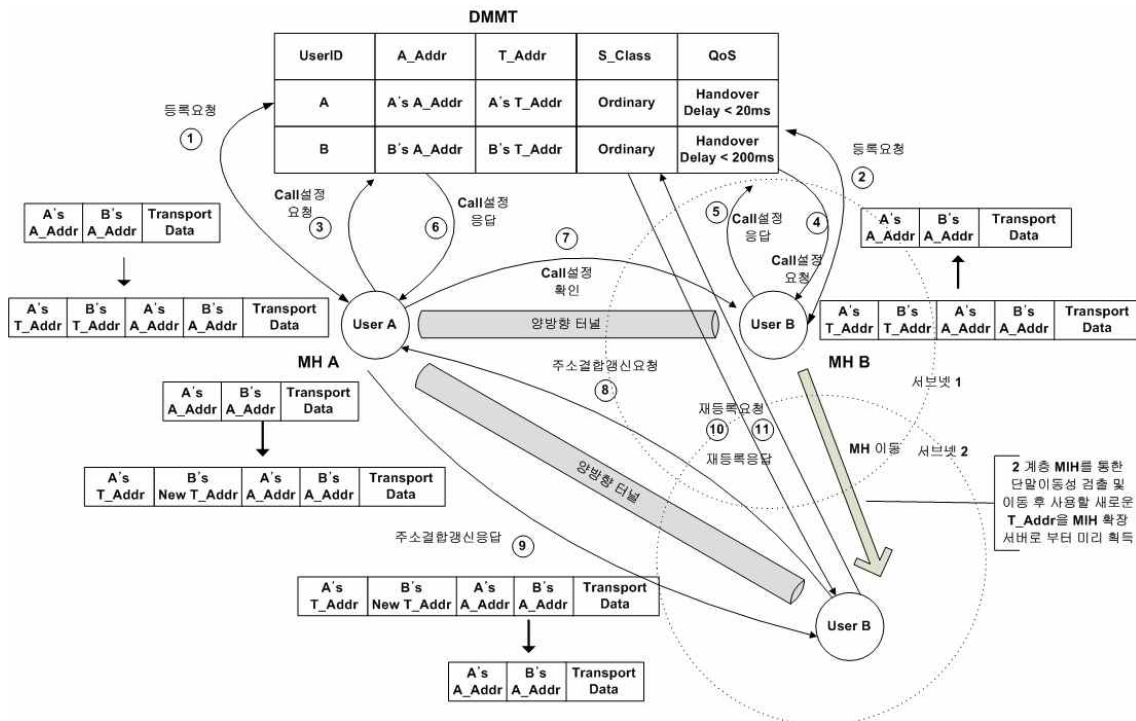 DMMT
UserID A_Addr T_Addr S_Class QoS
A A's A_Addr A's T_Addr Ordinary Handover
Delay < 20ms
B B's A_Addr B's T_Addr Ordinary Handover
Delay < 200ms
등록요청
1
등록요청
2
Call설정
요청
3
6
Call설정
응답
7
Call설정
확인
5
Call설정
응답
4
Call설정
요청
A's
A_Addr
B's
A_Addr
Transport
Data
A's
T_Addr
B's
T_Addr
A's
A_Addr
B's
A_Addr
Transport
Data
User A
양방향 터널
User B
A's
A_Addr
B's
A_Addr
Transport
Data
A's
T_Addr
B's
T_Addr
A's
A_Addr
B's
A_Addr
Transport
Data
MH A
MH B
주소결합갱신요청
8
서브넷 1
A's
A_Addr
B's
A_Addr
Transport
Data
A's
T_Addr
B's
New T_Addr
A's
A_Addr
B's
A_Addr
Transport
Data
재등록요청
10
11
재등록응답
MH 이동
서브넷 2
양방향 터널
2 계층 MIH를 통한
단말이동성 검출 및
이동 후 사용할 새로운
T_Addr을 MIH 확장
서버로 부터 미리 획득
주소결합갱신응답
9
A's
T_Addr
B's
New T_Addr
A's
A_Addr
B's
A_Addr
Transport
Data
User B
A's
A_Addr
B's
A_Addr
Transport
Data